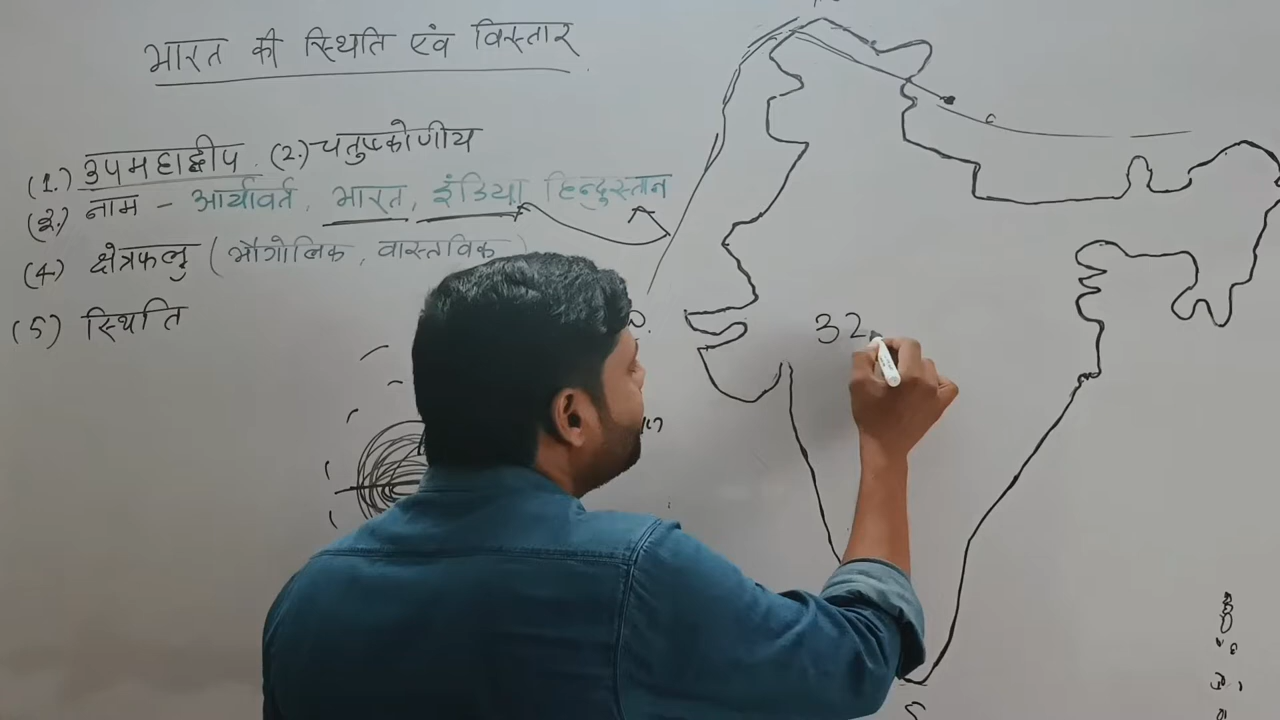 भारत की स्थिति एवं विस्तार
(1.) उपमहाद्वीप. (2.) चतुष्कोणीय
(3.) नाम - आर्यावर्त, भारत, इंडिया, हिन्दुस्तान
(4) क्षेत्रफल (भौगोलिक, वास्तविक)
(5) स्थिति
32